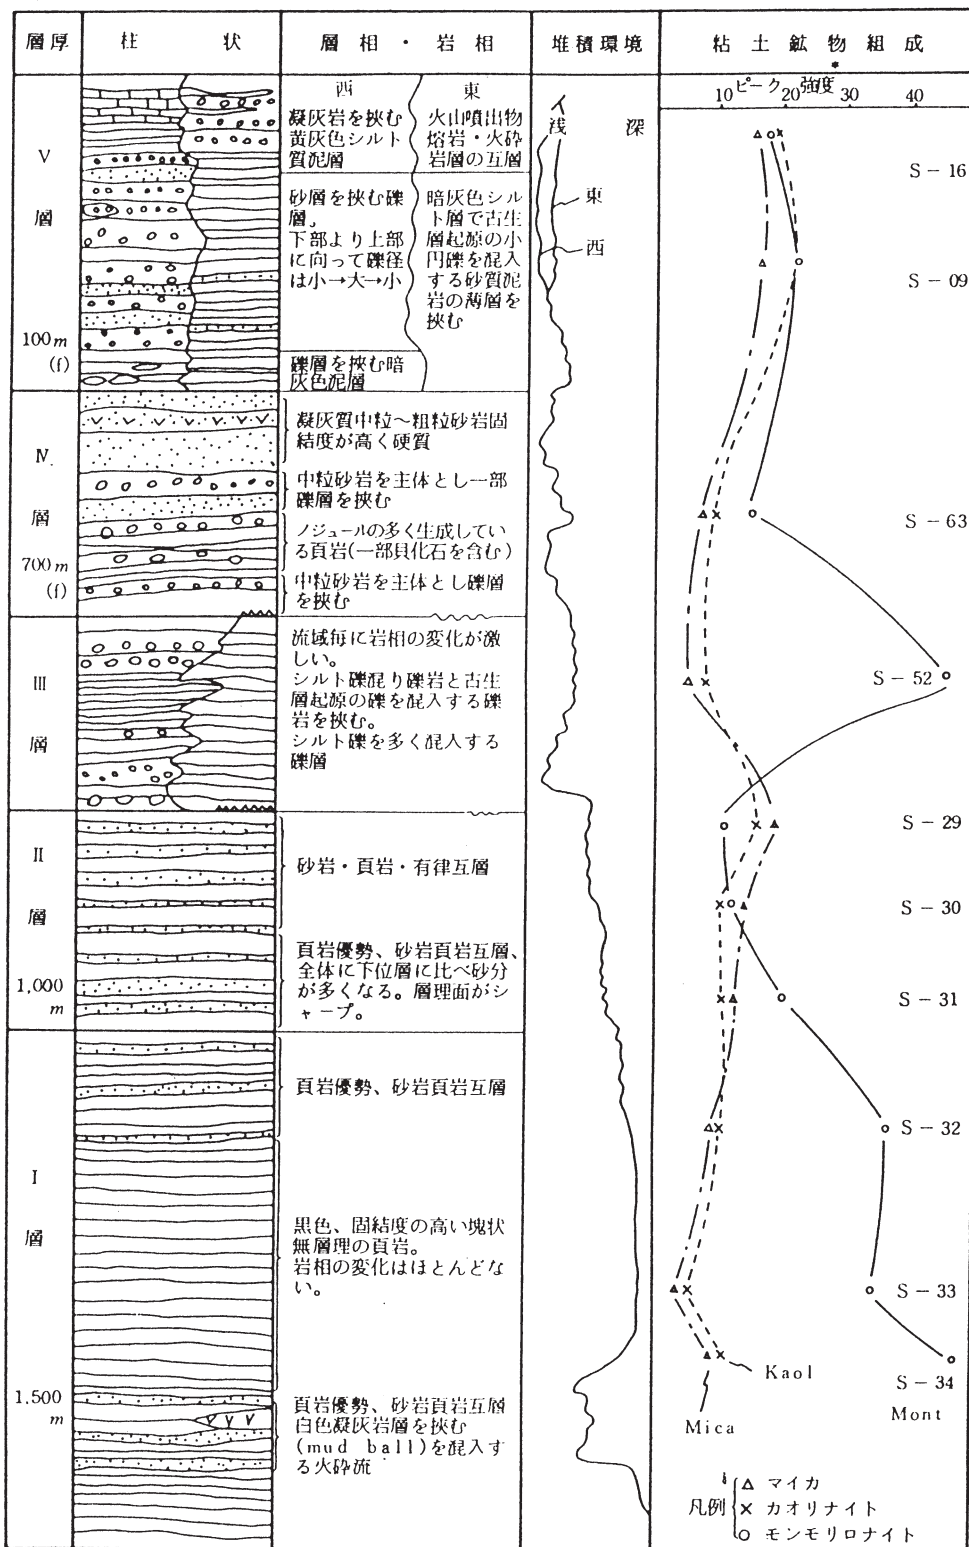 層厚 柱状 層相・岩相 堆積環境 粘土鉱物組成
*
ピーク強度
10 20 30 40
浅 深
東
西
V
層
100m
(f)
西
凝灰岩を挟む
黄灰色シルト
質泥層
東
火山噴出物
熔岩・火砕
岩層の互層
砂層を挟む礫
層。
下部より上部
に向って礫径
は小→大→小
暗灰色シル
ト層で古生
層起源の小
円礫を混入
する砂質泥
岩の薄層を
挟む
礫層を挟む暗
灰色泥層
IV
層
700m
(f)
凝灰質中粒～粗粒砂岩固
結度が高く硬質
中粒砂岩を主体とし一部
礫層を挟む
ノジュールの多く生成してい
る頁岩(一部貝化石を含む)
中粒砂岩を主体とし礫層
を挟む
III
層
流域毎に岩相の変化が激
しい。
シルト礫混り礫岩と古生
層起源の礫を混入する礫
岩を挟む。
シルト礫を多く混入する
礫層
II
層
1,000
m
砂岩・頁岩・有律互層
頁岩優勢、砂岩頁岩互層、
全体に下位層に比べ砂分
が多くなる。層理面がシ
ャープ。
I
層
1,500
m
頁岩優勢、砂岩頁岩互層
黒色、固結度の高い塊状
無層理の頁岩。
岩相の変化はほとんどな
い。
頁岩優勢、砂岩頁岩互層
白色凝灰岩層を挟む
(mud ball)を混入す
る火砕流
S-16
S-09
S-63
S-52
S-29
S-30
S-31
S-32
S-33
S-34
Kaol
Mica
Mont
凡例
△ マイカ
× カオリナイト
○ モンモリロナイト